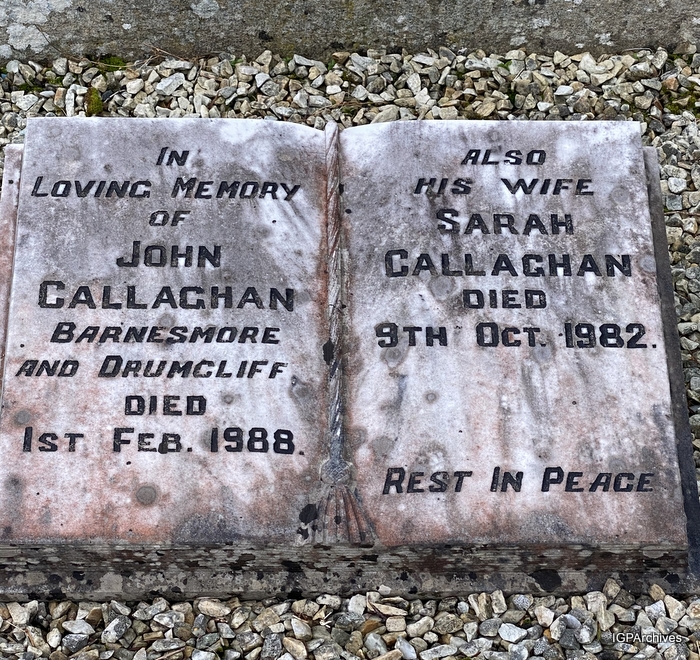 IN
LOVING MEMORY
OF
JOHN
CALLAGHAN
BARNESMORE
AND DRUMCLIFF
DIED
1ST FEB. 1988.
ALSO
HIS WIFE
SARAH
CALLAGHAN
DIED
9TH OCT. 1982.
REST IN PEACE
IGPArchives